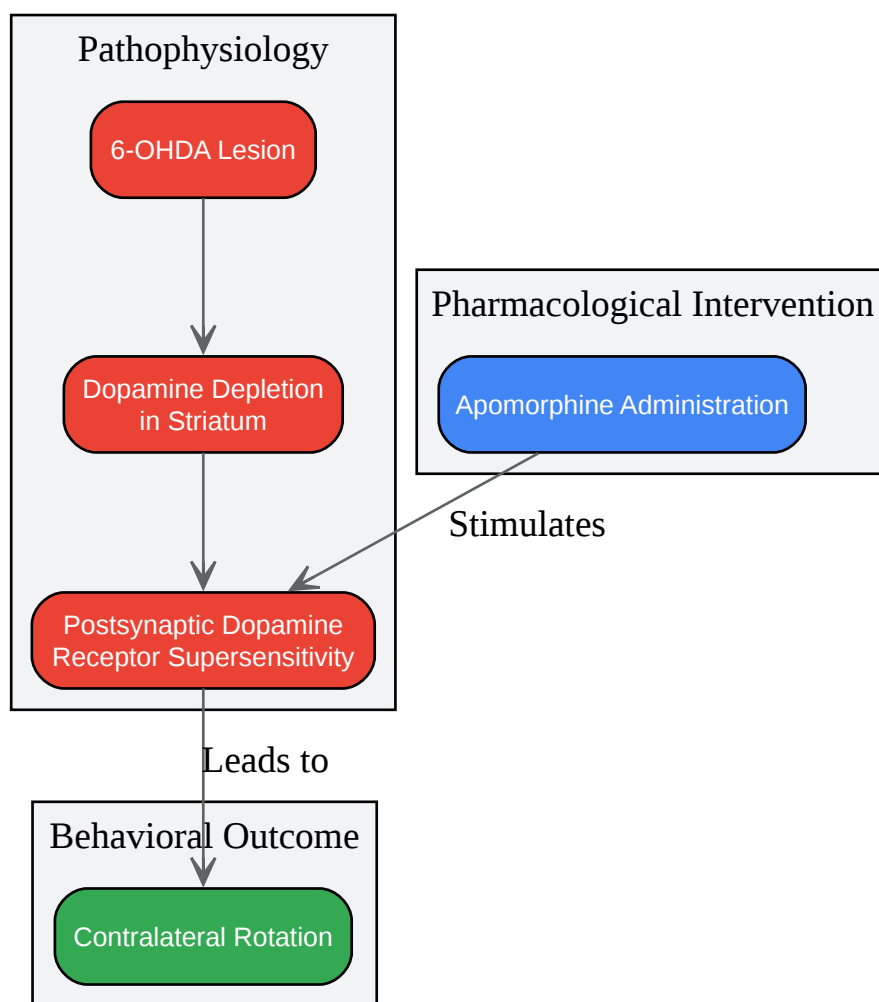 Pathophysiology
6-OHDA Lesion
Dopamine Depletion
in Striatum
Postsynaptic Dopamine
Receptor Supersensitivity
Pharmacological Intervention
Apomorphine Administration
Stimulates
Leads to
Behavioral Outcome
Contralateral Rotation